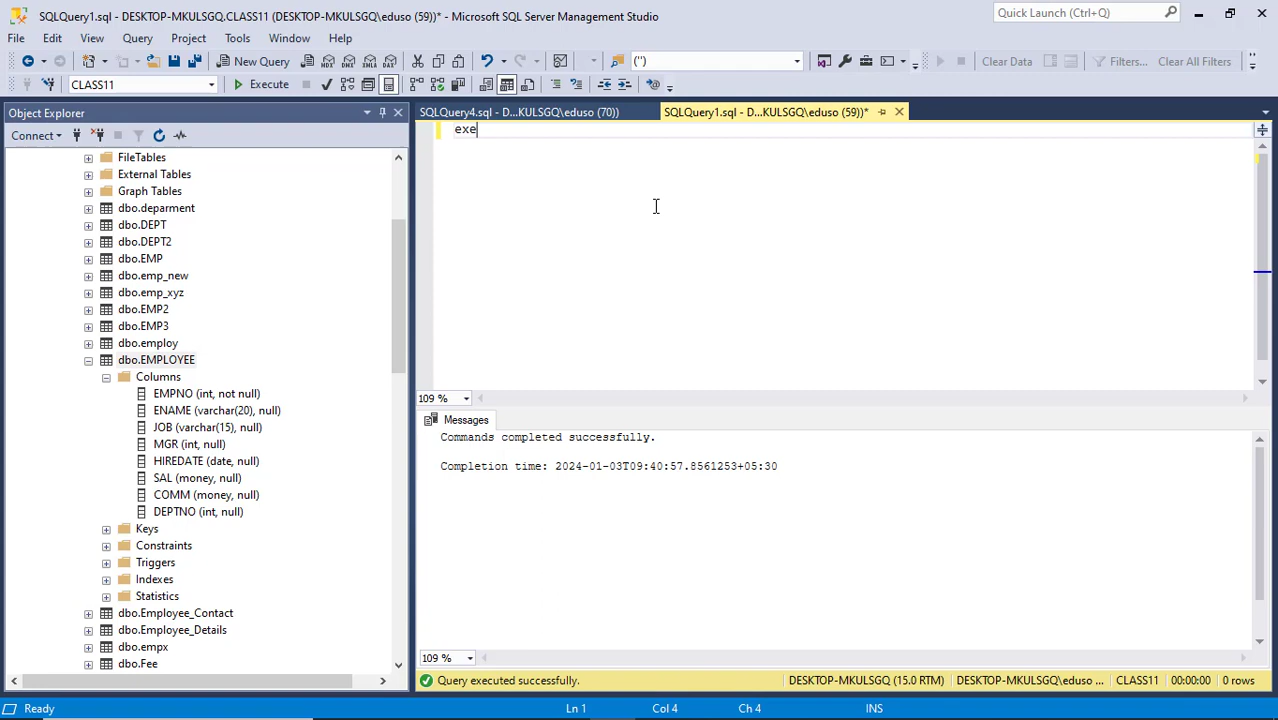 SQLQuery1.sql - DESKTOP-MKULSGQ.CLASS11 (DESKTOP-MKULSGQ\eduso (59))* - Microsoft SQL Server Management Studio
Quick Launch (Ctrl+Q)
File Edit View Query Project Tools Window Help
New Query
('')
Clear Data
Filters...
Clear All Filters
CLASS11
Execute
Object Explorer
SQLQuery4.sql - D...KULSGQ\eduso (70))
SQLQuery1.sql - D...KULSGQ\eduso (59))*
Connect
exe
FileTables
External Tables
Graph Tables
dbo.deparment
dbo.DEPT
dbo.DEPT2
dbo.EMP
dbo.emp_new
dbo.emp_xyz
dbo.EMP2
dbo.EMP3
dbo.employ
dbo.EMPLOYEE
Columns
EMPNO (int, not null)
ENAME (varchar(20), null)
JOB (varchar(15), null)
MGR (int, null)
HIREDATE (date, null)
SAL (money, null)
COMM (money, null)
DEPTNO (int, null)
Keys
Constraints
Triggers
Indexes
Statistics
dbo.Employee_Contact
dbo.Employee_Details
dbo.empx
dbo.Fee
109 %
Messages
Commands completed successfully.
Completion time: 2024-01-03T09:40:57.8561253+05:30
109 %
Query executed successfully.
DESKTOP-MKULSGQ (15.0 RTM)
DESKTOP-MKULSGQ\eduso ...
CLASS11
00:00:00
0 rows
Ready
Ln 1
Col 4
Ch 4
INS